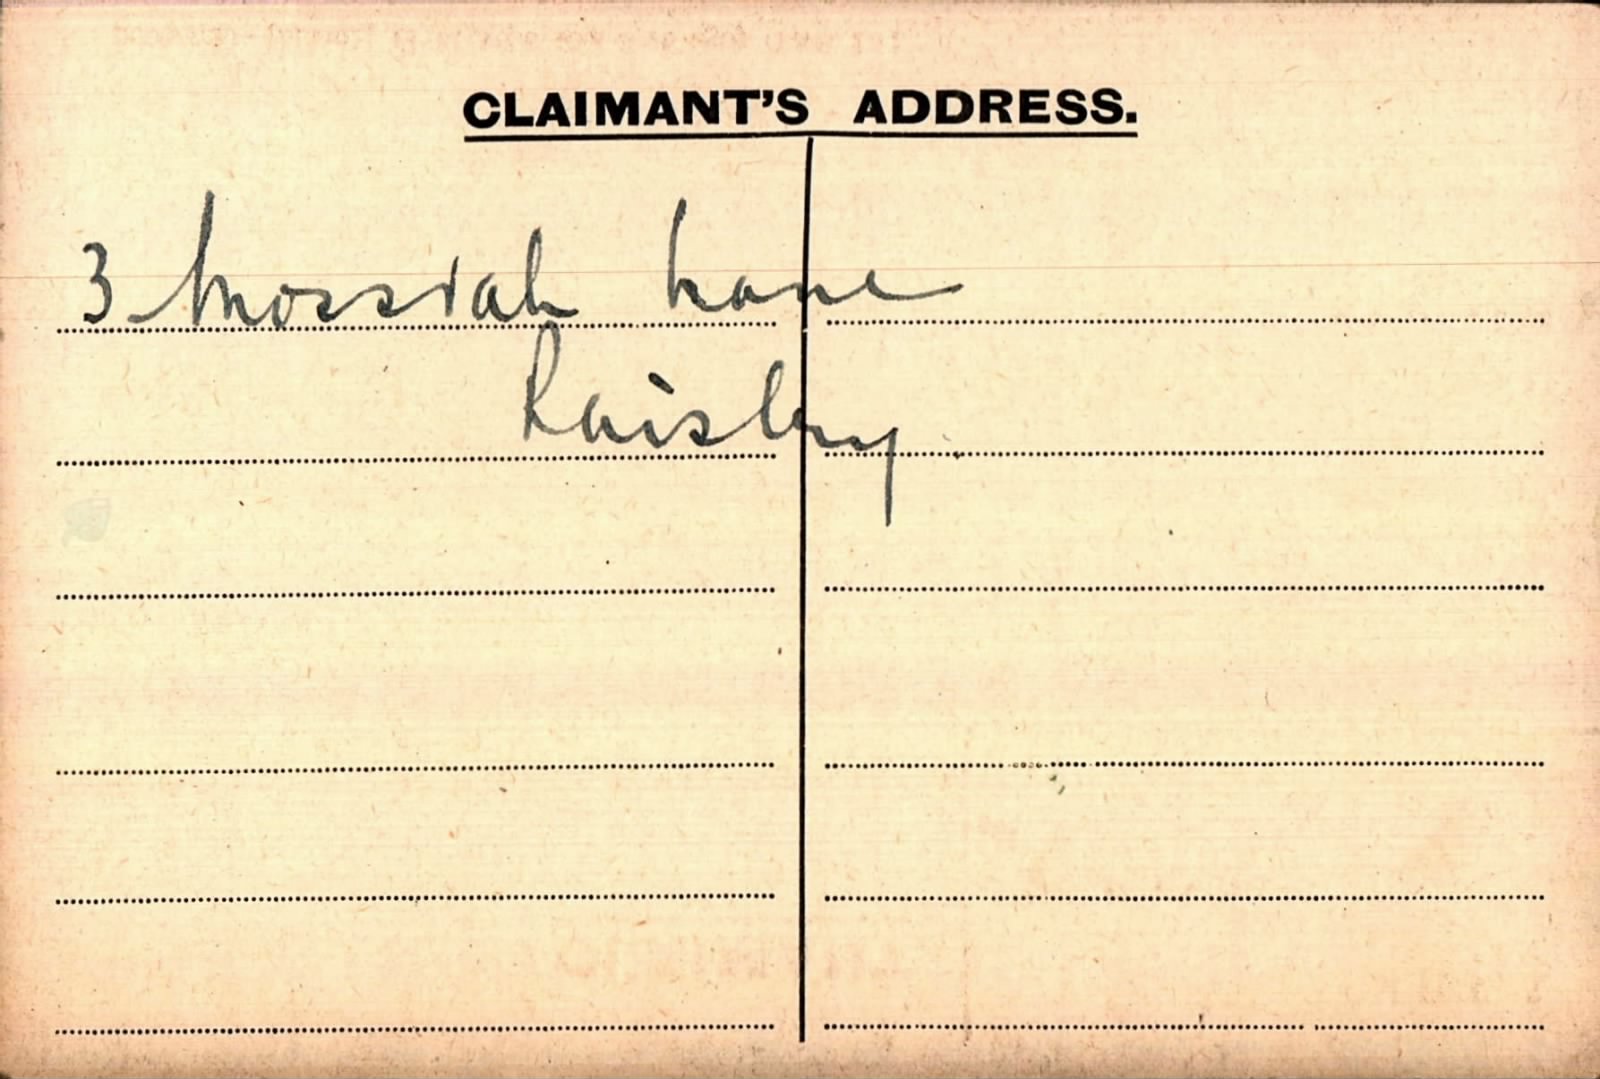 CLAIMANT'S ADDRESS.
3 Mossvale Lane
Paisley